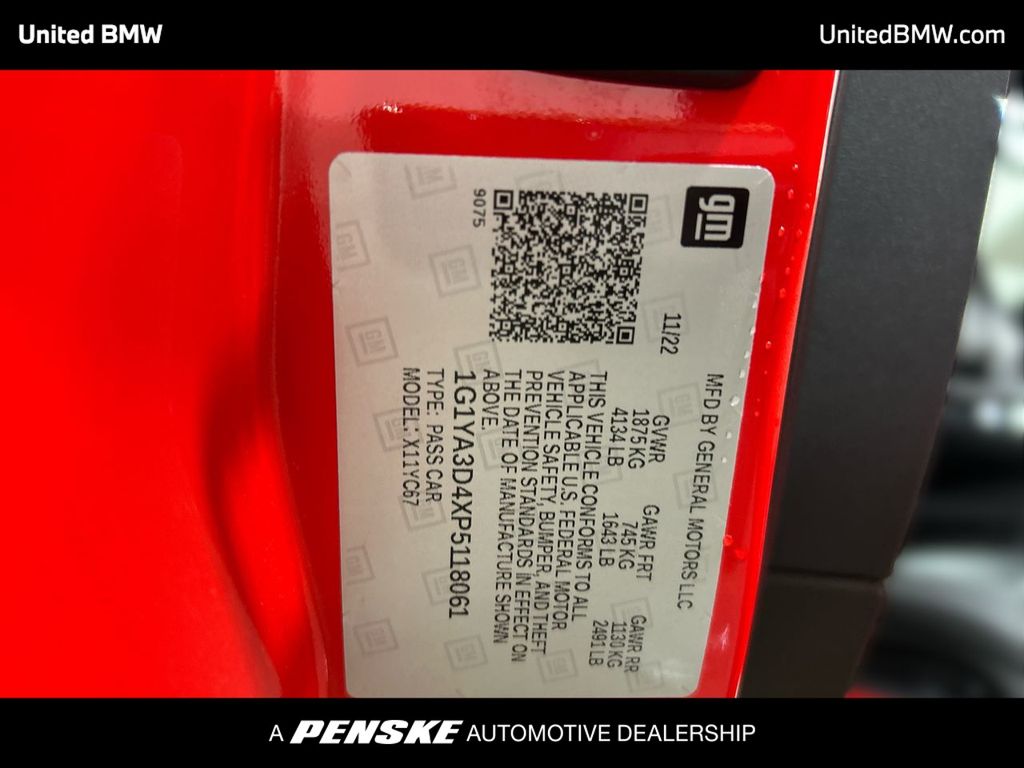 United BMW
UnitedBMW.com
gm
MFD BY GENERAL MOTORS LLC
11/22
GVWR GAWR FRT GAWR RR
1875 KG 745 KG 1130 KG
4134 LB 1643 LB 2491 LB
THIS VEHICLE CONFORMS TO ALL
APPLICABLE U.S. FEDERAL MOTOR
VEHICLE SAFETY, BUMPER, AND THEFT
PREVENTION STANDARDS IN EFFECT ON
THE DATE OF MANUFACTURE SHOWN
ABOVE.
9075
1G1YA3D4XP5118061
TYPE: PASS CAR
MODEL: X11YC67
A PENSKE AUTOMOTIVE DEALERSHIP